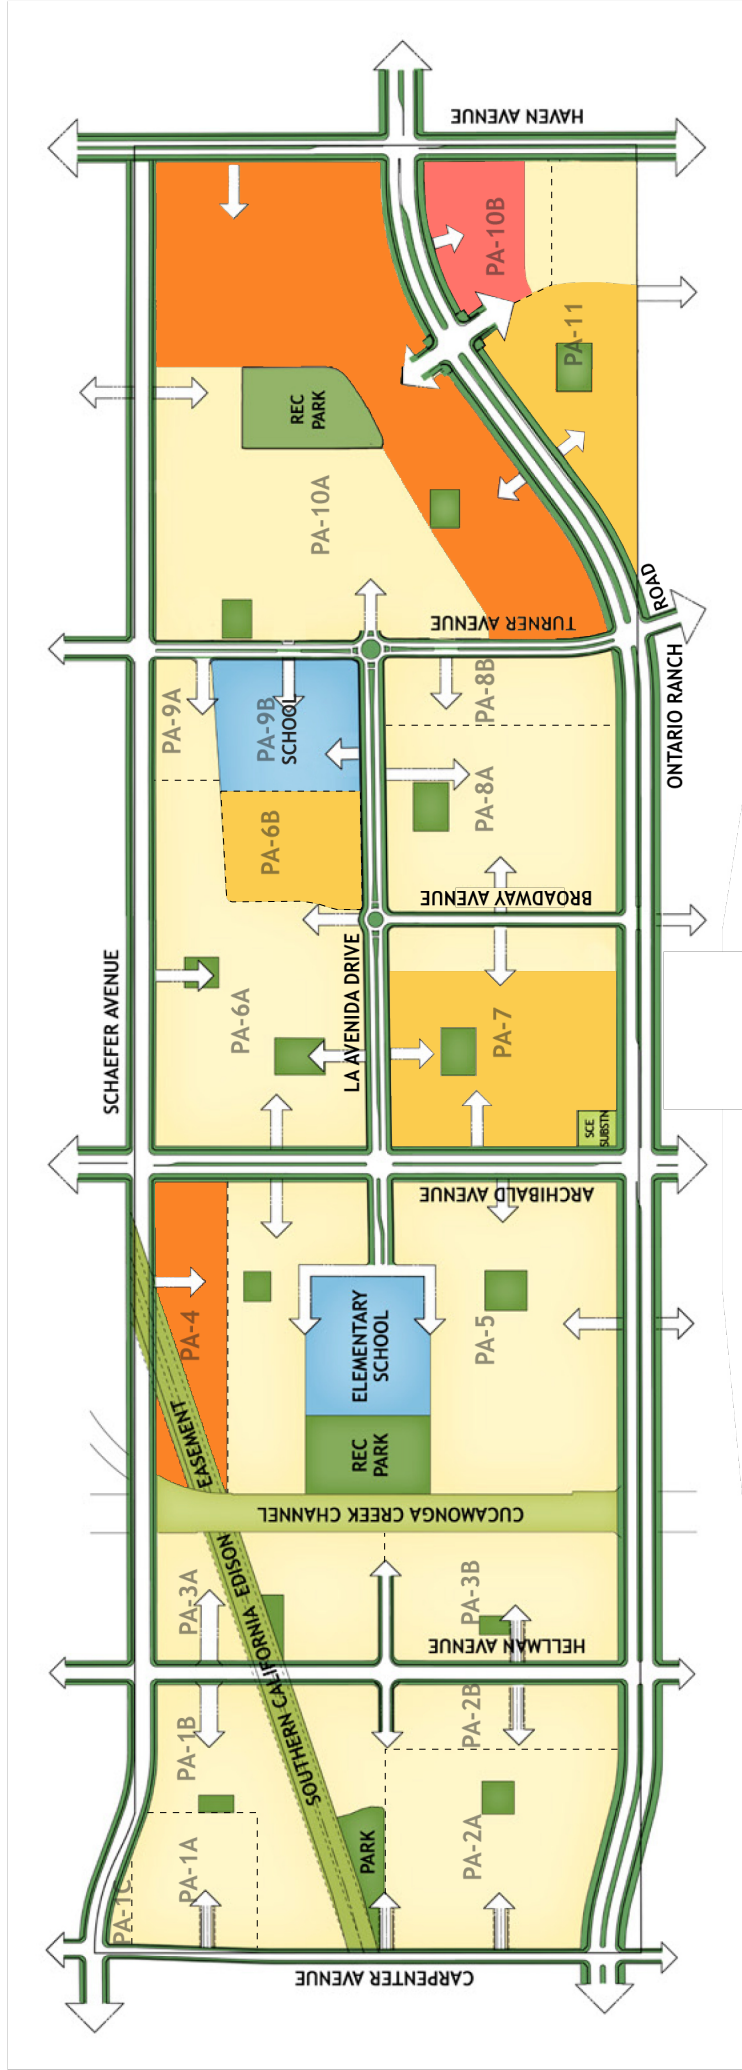 HAVEN AVENUE
PA-10B
PA-11
REC
PARK
PA-10A
ROAD
TURNER AVENUE
ONTARIO RANCH
PA-9A
PA-9B
SCHOOL
PA-8B
PA-8A
PA-6B
BROADWAY AVENUE
SCHAEFER AVENUE
LA AVENIDA DRIVE
PA-6A
PA-7
SCE
SUBSTN
ARCHIBALD AVENUE
PA-4
ELEMENTARY
SCHOOL
PA-5
REC
PARK
CUCAMONGA CREEK CHANNEL
SOUTHERN CALIFORNIA EDISON EASEMENT
PA-3A
PA-3B
HELLMAN AVENUE
PA-1B
PA-2B
PA-1A
PARK
PA-2A
PA-1C
CARPENTER AVENUE